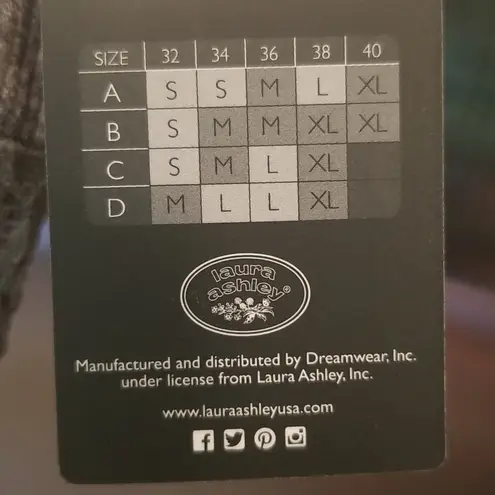 SIZE 32 34 36 38 40
A S S M L XL
B S M M XL XL
C S M L XL
D M L L XL
laura
ashley®
Manufactured and distributed by Dreamwear, Inc.
under license from Laura Ashley, Inc.
www.lauraashleyusa.com